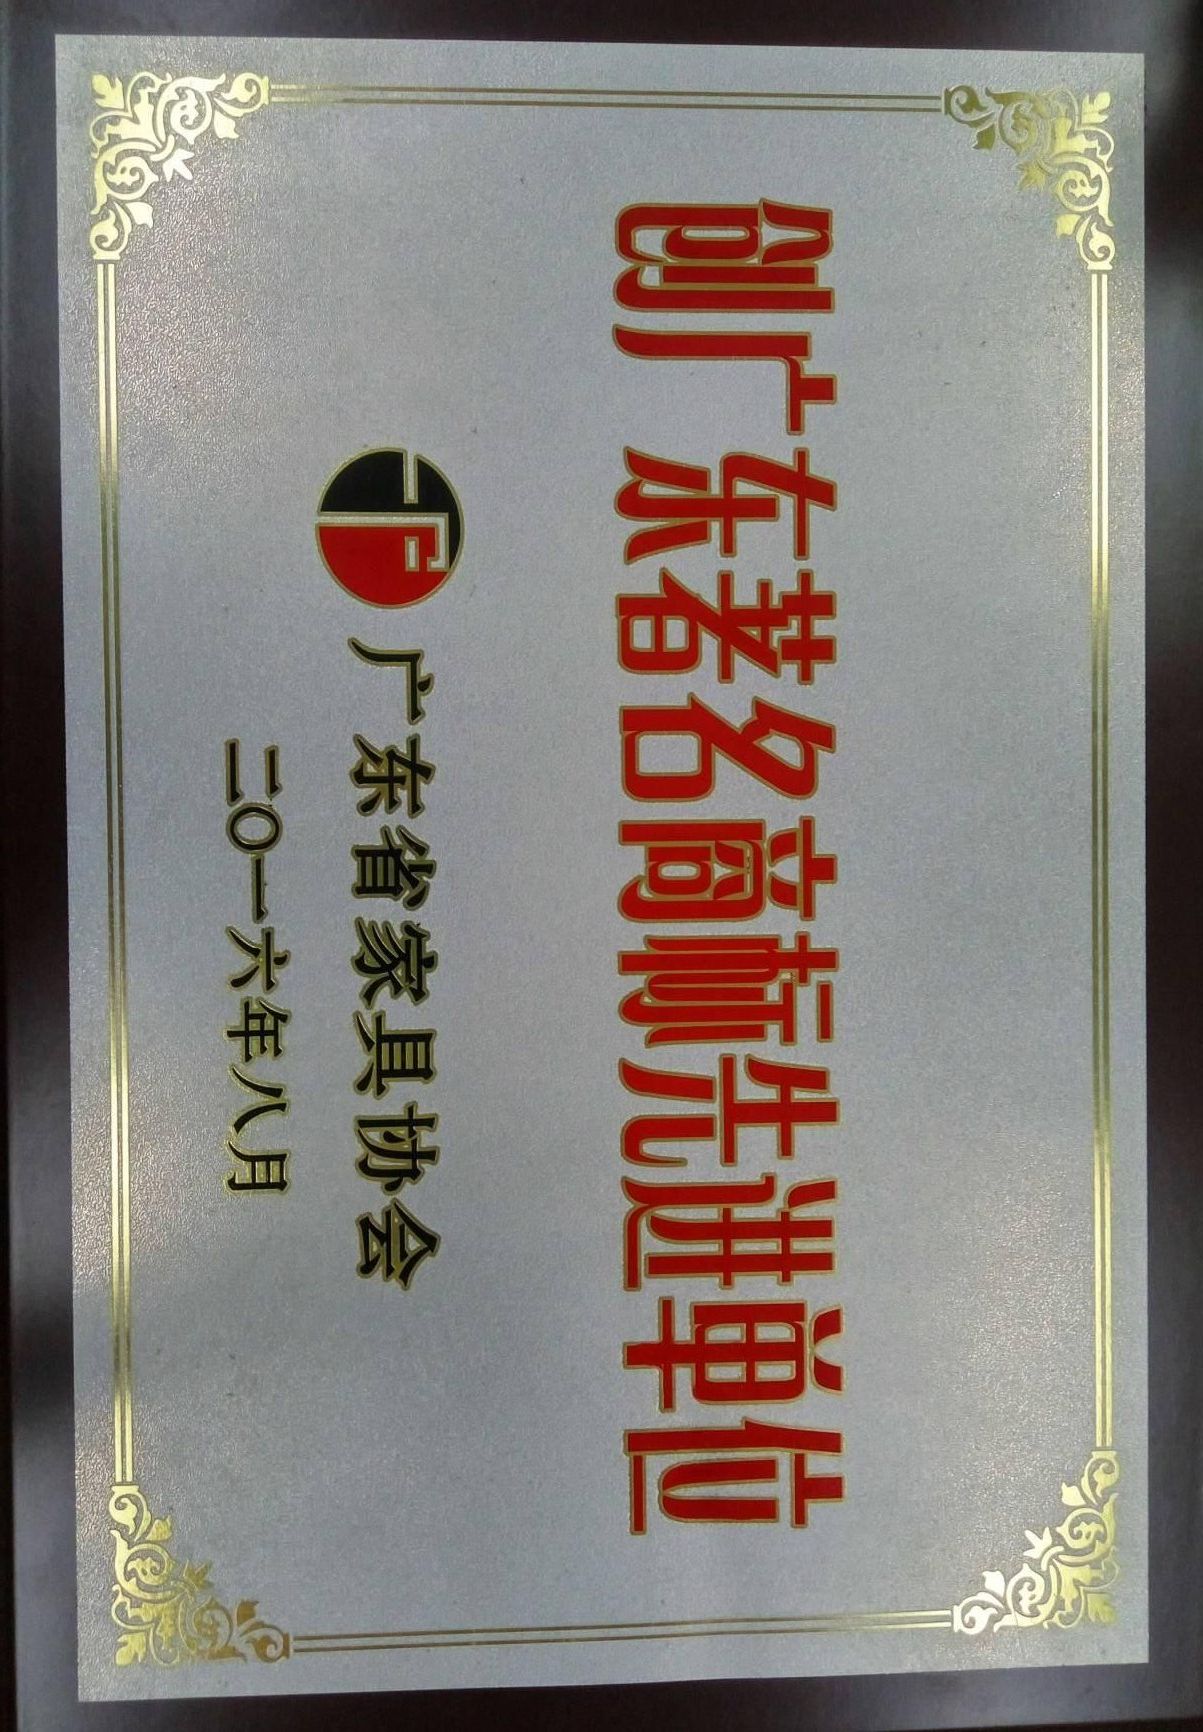 创广东著名商标先进单位
广东省家具协会
二〇一六年八月